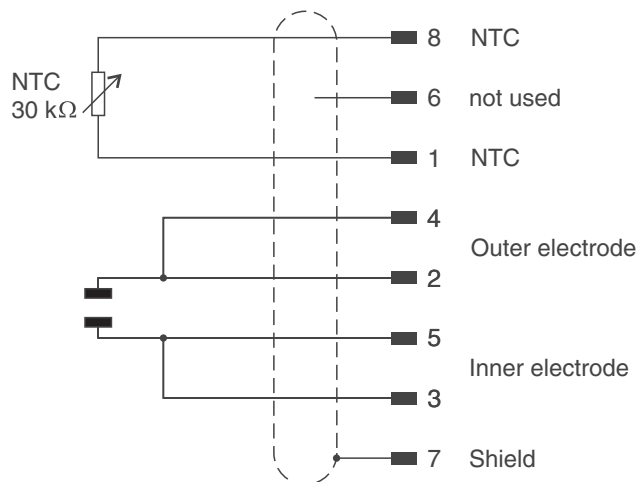 8 NTC
NTC
30 kΩ
6 not used
1 NTC
4
Outer electrode
2
5
Inner electrode
3
7 Shield